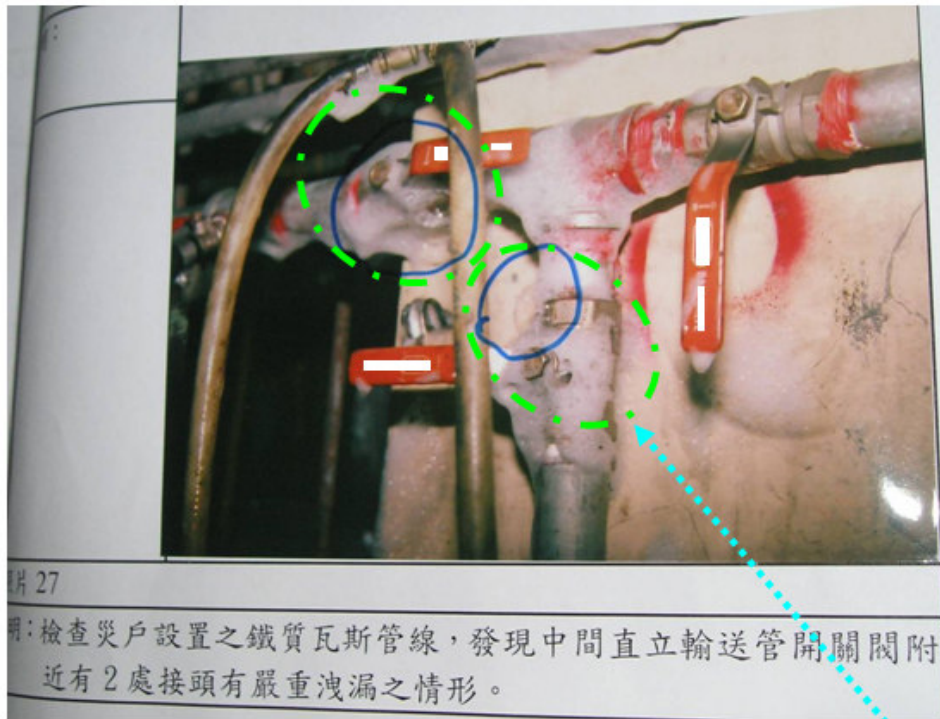 片 27
明：檢查災戶設置之鐵質瓦斯管線，發現中間直立輸送管開關閥附
近有2處接頭有嚴重洩漏之情形。